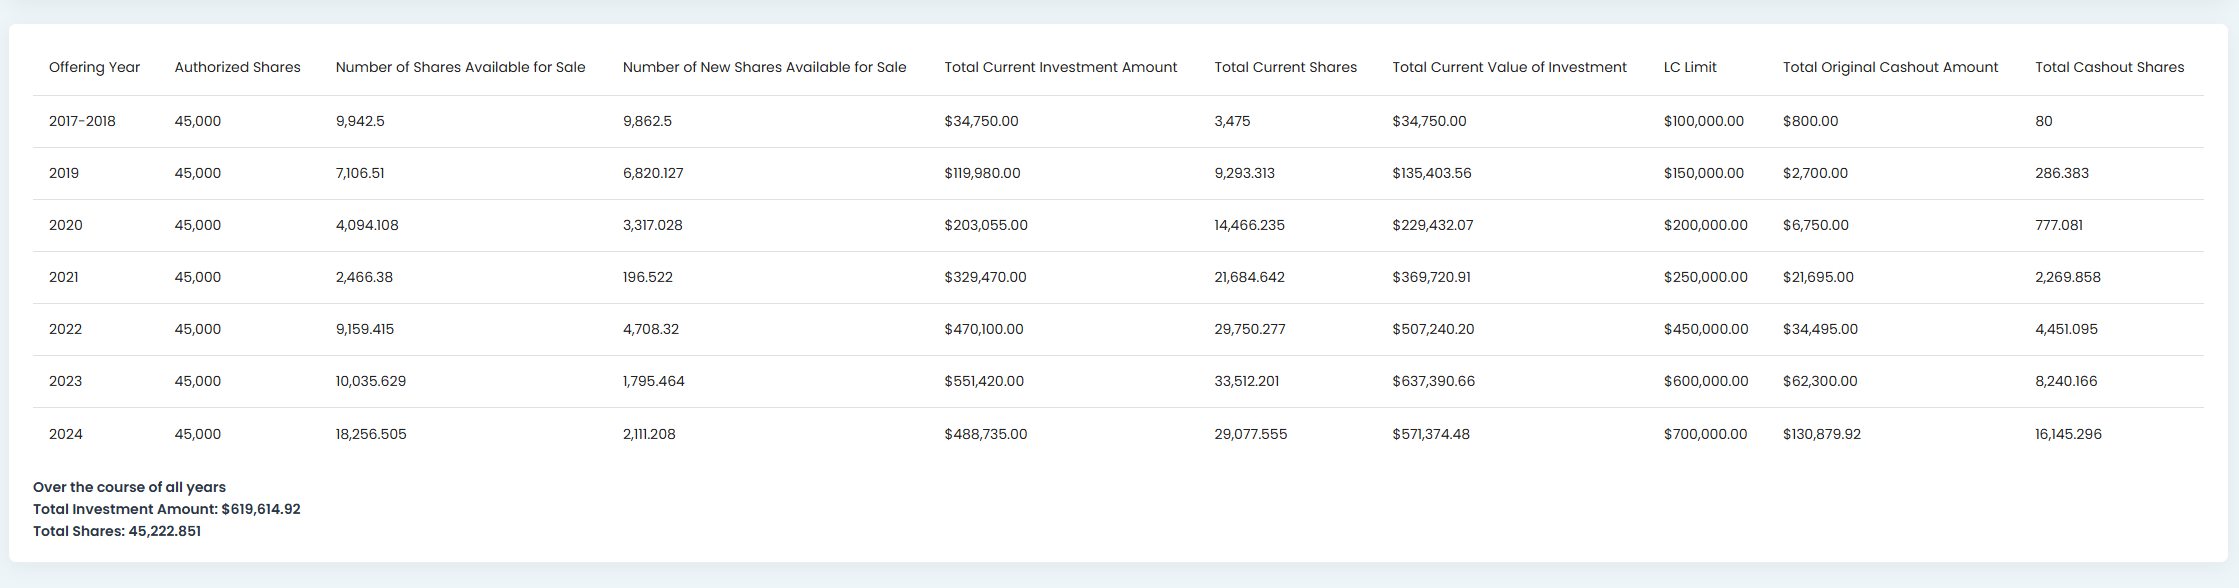 Offering Year Authorized Shares Number of Shares Available for Sale Number of New Shares Available for Sale Total Current Investment Amount Total Current Shares Total Current Value of Investment LC Limit Total Original Cashout Amount Total Cashout Shares
2017-2018 45,000 9,942.5 9,862.5 $34,750.00 3,475 $34,750.00 $100,000.00 $800.00 80
2019 45,000 7,106.51 6,820.127 $119,980.00 9,293.313 $135,403.56 $150,000.00 $2,700.00 286.383
2020 45,000 4,094.108 3,317.028 $203,055.00 14,466.235 $229,432.07 $200,000.00 $6,750.00 777.081
2021 45,000 2,466.38 196.522 $329,470.00 21,684.642 $369,720.91 $250,000.00 $21,695.00 2,269.858
2022 45,000 9,159.415 4,708.32 $470,100.00 29,750.277 $507,240.20 $450,000.00 $34,495.00 4,451.095
2023 45,000 10,035.629 1,795.464 $551,420.00 33,512.201 $637,390.66 $600,000.00 $62,300.00 8,240.166
2024 45,000 18,256.505 2,111.208 $488,735.00 29,077.555 $571,374.48 $700,000.00 $130,879.92 16,145.296
Over the course of all years
Total Investment Amount: $619,614.92
Total Shares: 45,222.851